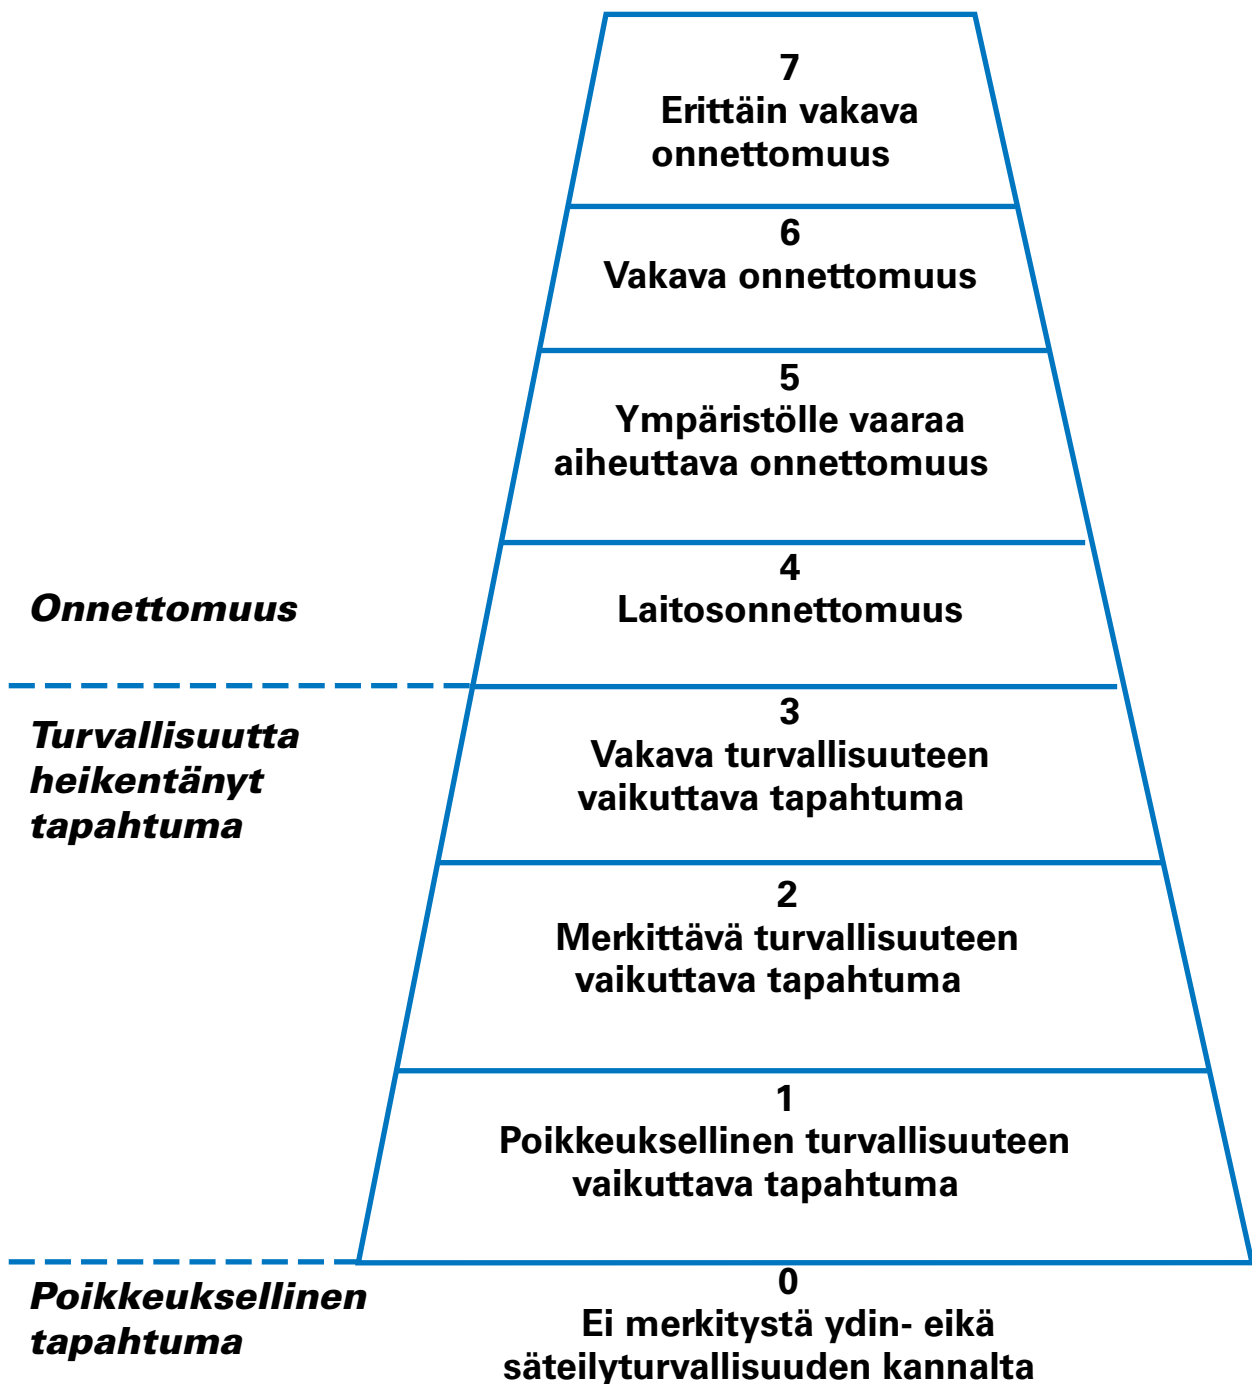 7
Erittäin vakava
onnettomuus
6
Vakava onnettomuus
5
Ympäristölle vaaraa
aiheuttava onnettomuus
4
Laitosonnettomuus
Onnettomuus
3
Vakava turvallisuuteen
vaikuttava tapahtuma
Turvallisuutta
heikentänyt
tapahtuma
2
Merkittävä turvallisuuteen
vaikuttava tapahtuma
1
Poikkeuksellinen turvallisuuteen
vaikuttava tapahtuma
0
Ei merkitystä ydin- eikä
säteilyturvallisuuden kannalta
Poikkeuksellinen
tapahtuma